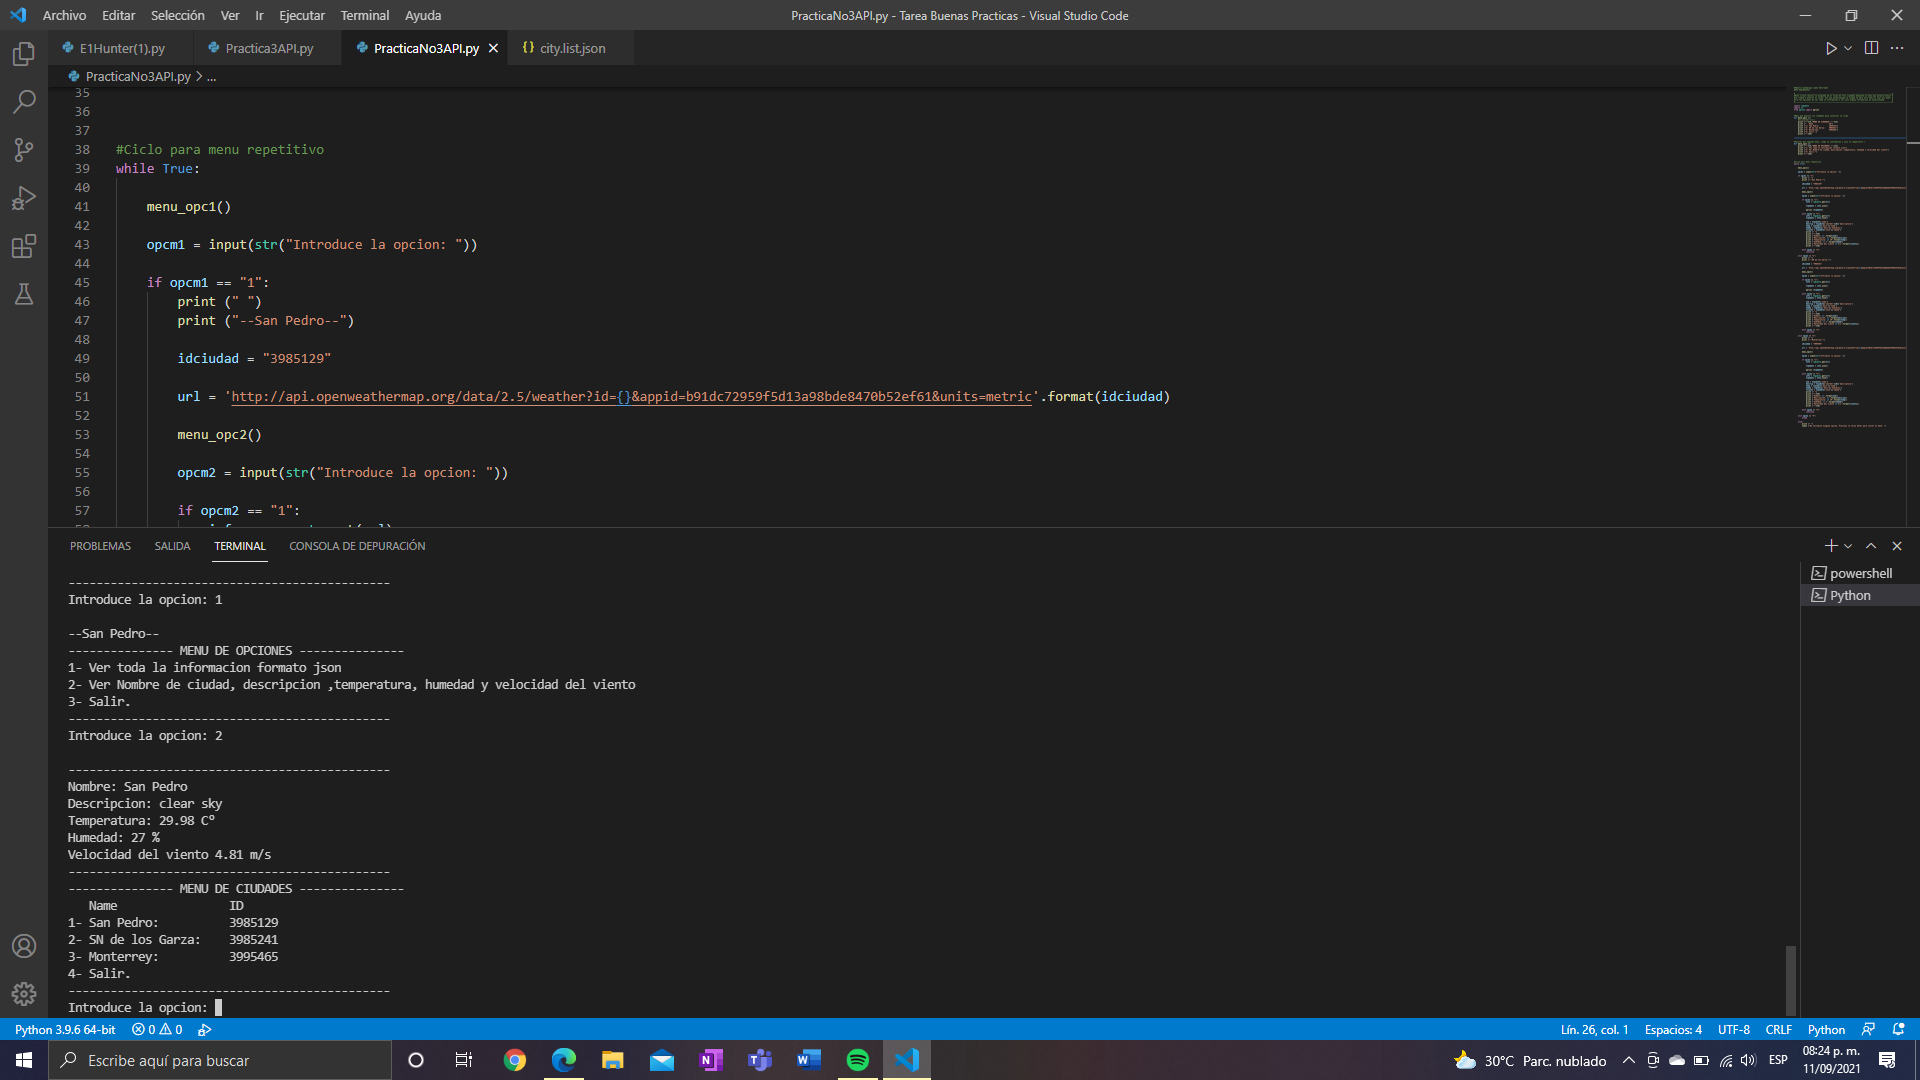 Archivo Editar Selección Ver Ir Ejecutar Terminal Ayuda
PracticaNo3API.py - Tarea Buenas Practicas - Visual Studio Code
E1Hunter(1).py Practica3API.py PracticaNo3API.py city.list.json
PracticaNo3API.py > ...
35
36
37
38 #Ciclo para menu repetitivo
39 while True:
40
41 menu_opc1()
42
43 opcm1 = input(str("Introduce la opcion: "))
44
45 if opcm1 == "1":
46 print (" ")
47 print ("--San Pedro--")
48
49 idciudad = "3985129"
50
51 url = 'http://api.openweathermap.org/data/2.5/weather?id={}&appid=b91dc72959f5d13a98bde8470b52ef61&units=metric'.format(idciudad)
52
53 menu_opc2()
54
55 opcm2 = input(str("Introduce la opcion: "))
56
57 if opcm2 == "1":
PROBLEMAS SALIDA TERMINAL CONSOLA DE DEPURACIÓN
powershell
Python
----------------------------------------------
Introduce la opcion: 1
--San Pedro--
--------------- MENU DE OPCIONES ---------------
1- Ver toda la informacion formato json
2- Ver Nombre de ciudad, descripcion ,temperatura, humedad y velocidad del viento
3- Salir.
----------------------------------------------
Introduce la opcion: 2
----------------------------------------------
Nombre: San Pedro
Descripcion: clear sky
Temperatura: 29.98 Cº
Humedad: 27 %
Velocidad del viento 4.81 m/s
----------------------------------------------
--------------- MENU DE CIUDADES ---------------
Name ID
1- San Pedro: 3985129
2- SN de los Garza: 3985241
3- Monterrey: 3995465
4- Salir.
----------------------------------------------
Introduce la opcion:
Python 3.9.6 64-bit 0 0 Lín. 26, col. 1 Espacios: 4 UTF-8 CRLF Python
Escribe aquí para buscar
30°C Parc. nublado ESP 08:24 p. m.
11/09/2021